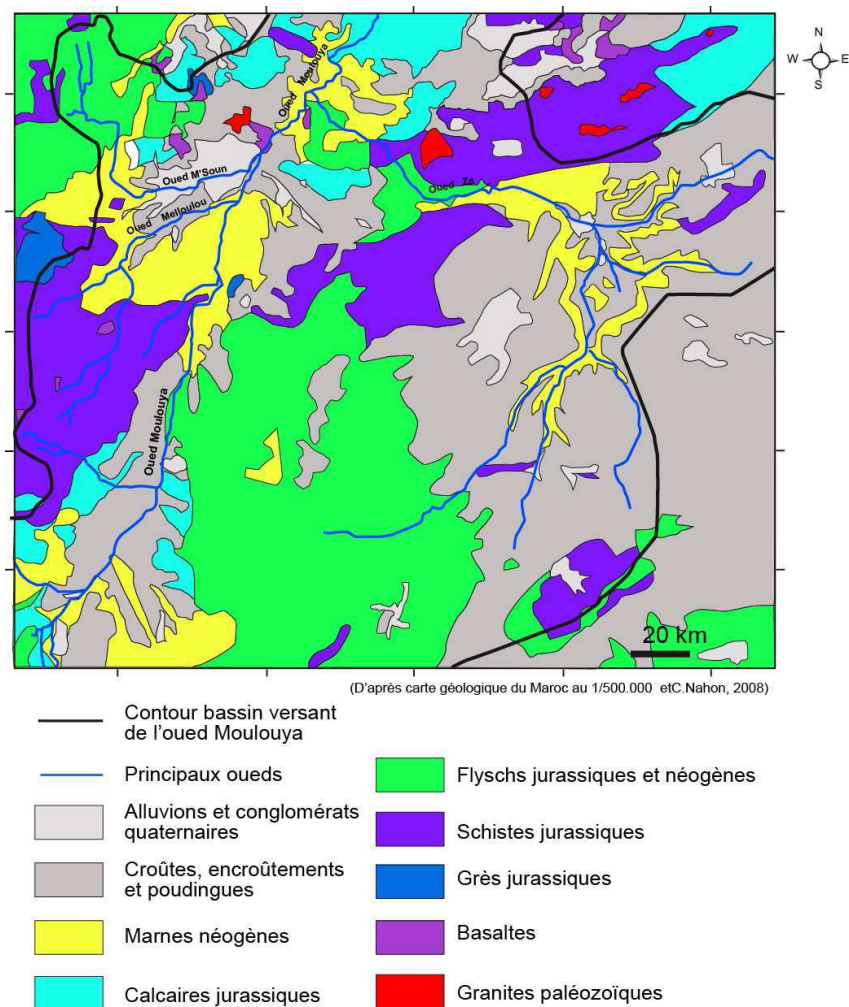 N
W E
S
Oued Moulouya
Oued M'Soun
Oued Za
Oued Melloulou
Oued Moulouya
20 km
(D'après carte géologique du Maroc au 1/500.000 etC.Nahon, 2008)
Contour bassin versant
de l'oued Moulouya
Principaux oueds
Alluvions et conglomérats
quaternaires
Croûtes, encroûtements
et poudingues
Marnes néogènes
Calcaires jurassiques
Flyschs jurassiques et néogènes
Schistes jurassiques
Grès jurassiques
Basaltes
Granites paléozoïques